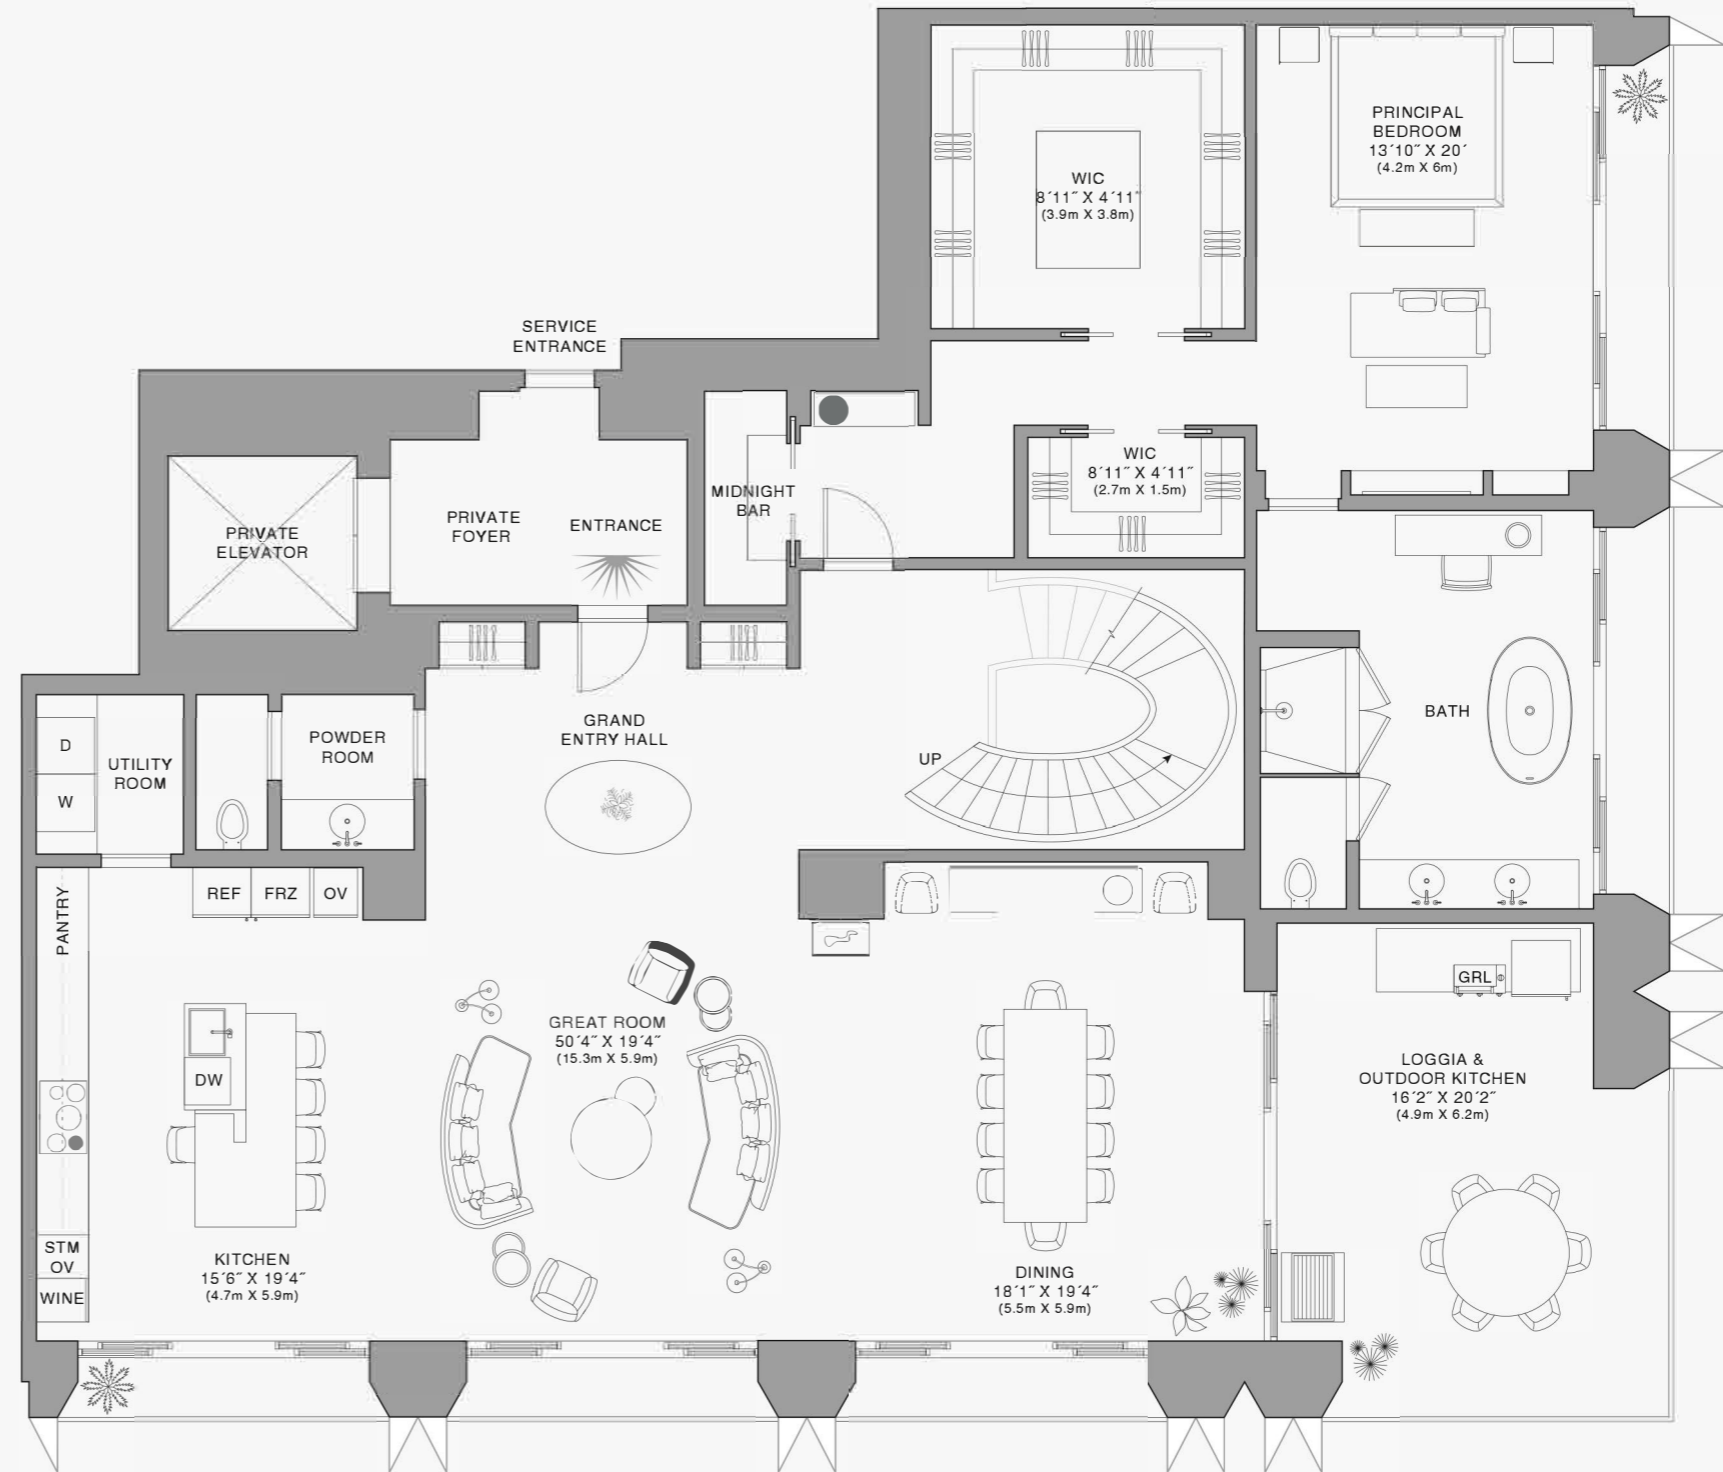 PRINCIPAL
BEDROOM
13´10˝ X 20´
(4.2m X 6m)
WIC
8´11˝ X 4´11˝
(3.9m X 3.8m)
SERVICE
ENTRANCE
WIC
8´11˝ X 4´11˝
(2.7m X 1.5m)
MIDNIGHT
BAR
PRIVATE
ELEVATOR
PRIVATE
FOYER
ENTRANCE
GRAND
ENTRY HALL
UP
BATH
POWDER
ROOM
UTILITY
ROOM
D
W
PANTRY
REF
FRZ
OV
GRL
GREAT ROOM
50´4˝ X 19´4˝
(15.3m X 5.9m)
DW
LOGGIA &
OUTDOOR KITCHEN
16´2˝ X 20´2˝
(4.9m X 6.2m)
STM
OV
WINE
KITCHEN
15´6˝ X 19´4˝
(4.7m X 5.9m)
DINING
18´1˝ X 19´4˝
(5.5m X 5.9m)